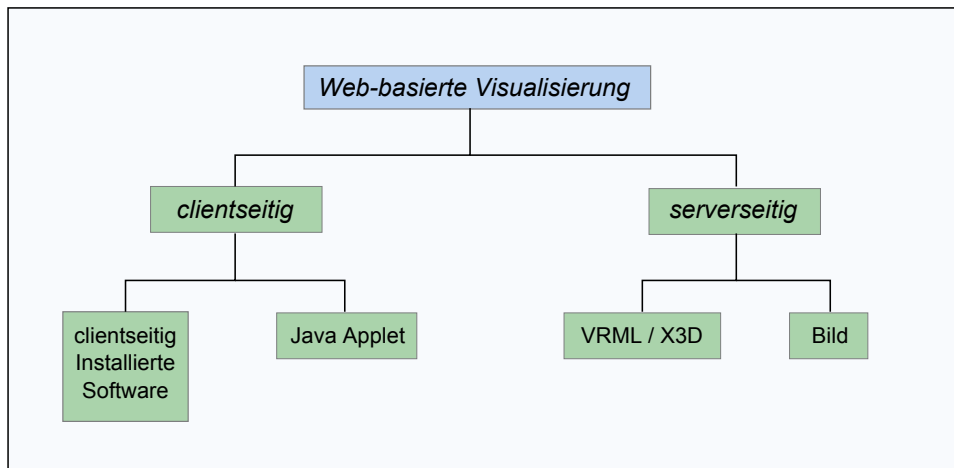 Web-basierte Visualisierung
clientseitig
serverseitig
clientseitig
Installierte
Software
Java Applet
VRML / X3D
Bild